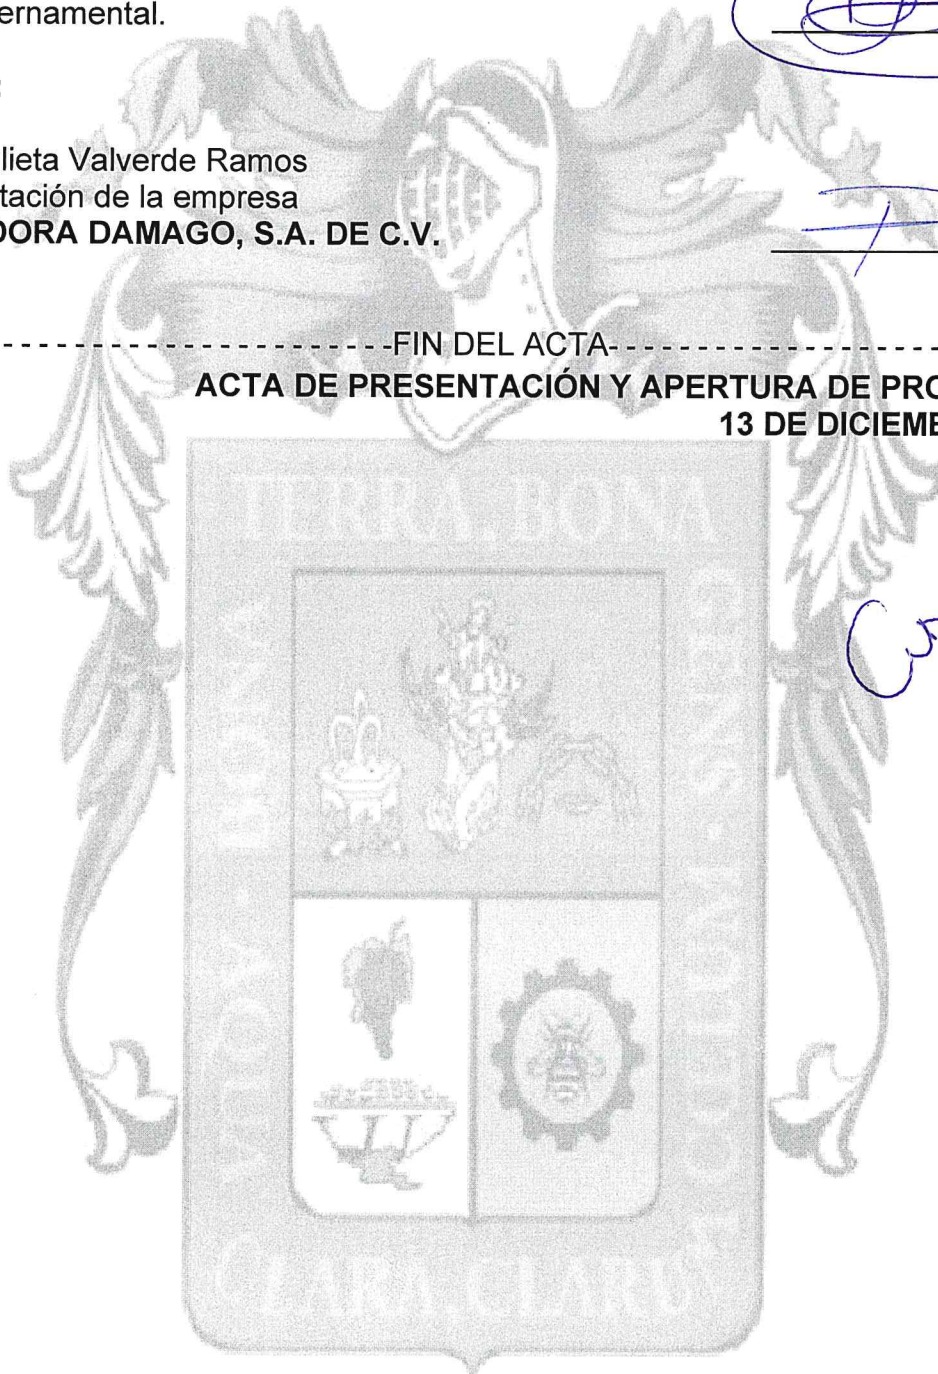 ernamental.
lieta Valverde Ramos
tación de la empresa
DORA DAMAGO, S.A. DE C.V.
- - - - - - - - - - - - - - - - - - - - - - - -FIN DEL ACTA- - - - - - - - - - - - - - - - - - - -
ACTA DE PRESENTACIÓN Y APERTURA DE PRO
13 DE DICIEMB
TERRA.BONA
CLARA.CLARUM